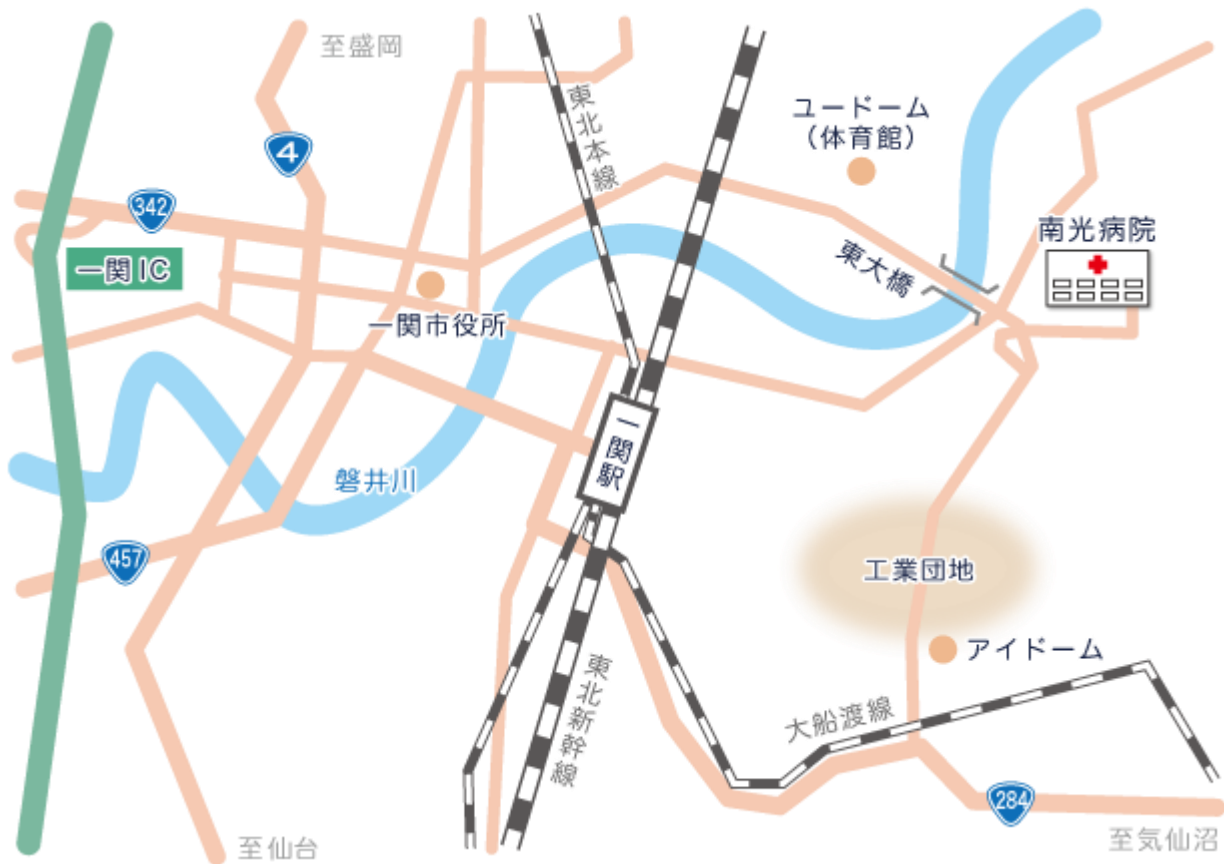 至盛岡
4
342
一関IC
一関市役所
東北本線
ユードーム
（体育館）
南光病院
東大橋
一関駅
磐井川
457
工業団地
アイドーム
東北新幹線
大船渡線
284
至仙台
至気仙沼